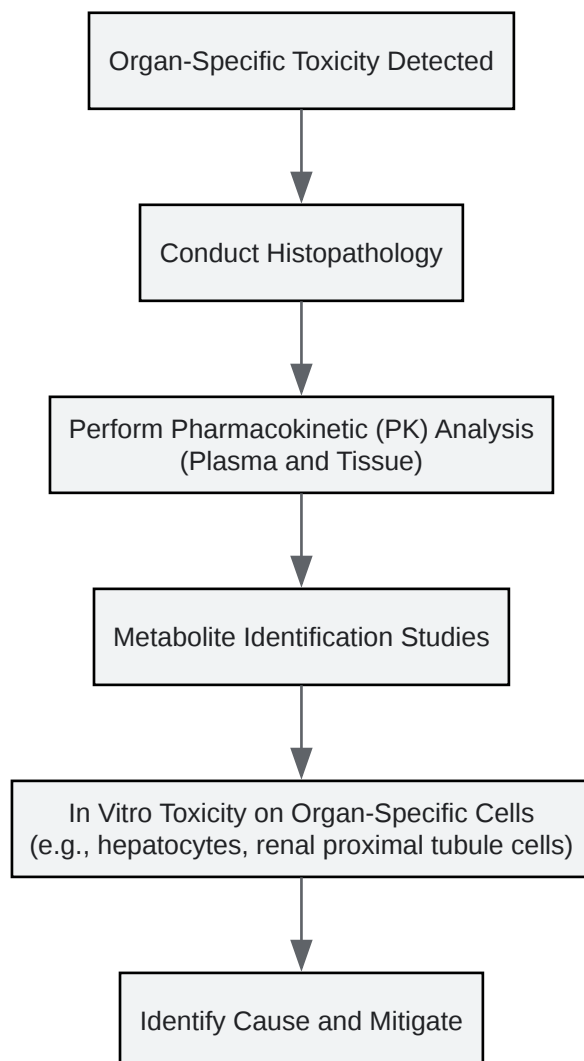 Organ-Specific Toxicity Detected
Conduct Histopathology
Perform Pharmacokinetic (PK) Analysis
(Plasma and Tissue)
Metabolite Identification Studies
In Vitro Toxicity on Organ-Specific Cells
(e.g., hepatocytes, renal proximal tubule cells)
Identify Cause and Mitigate